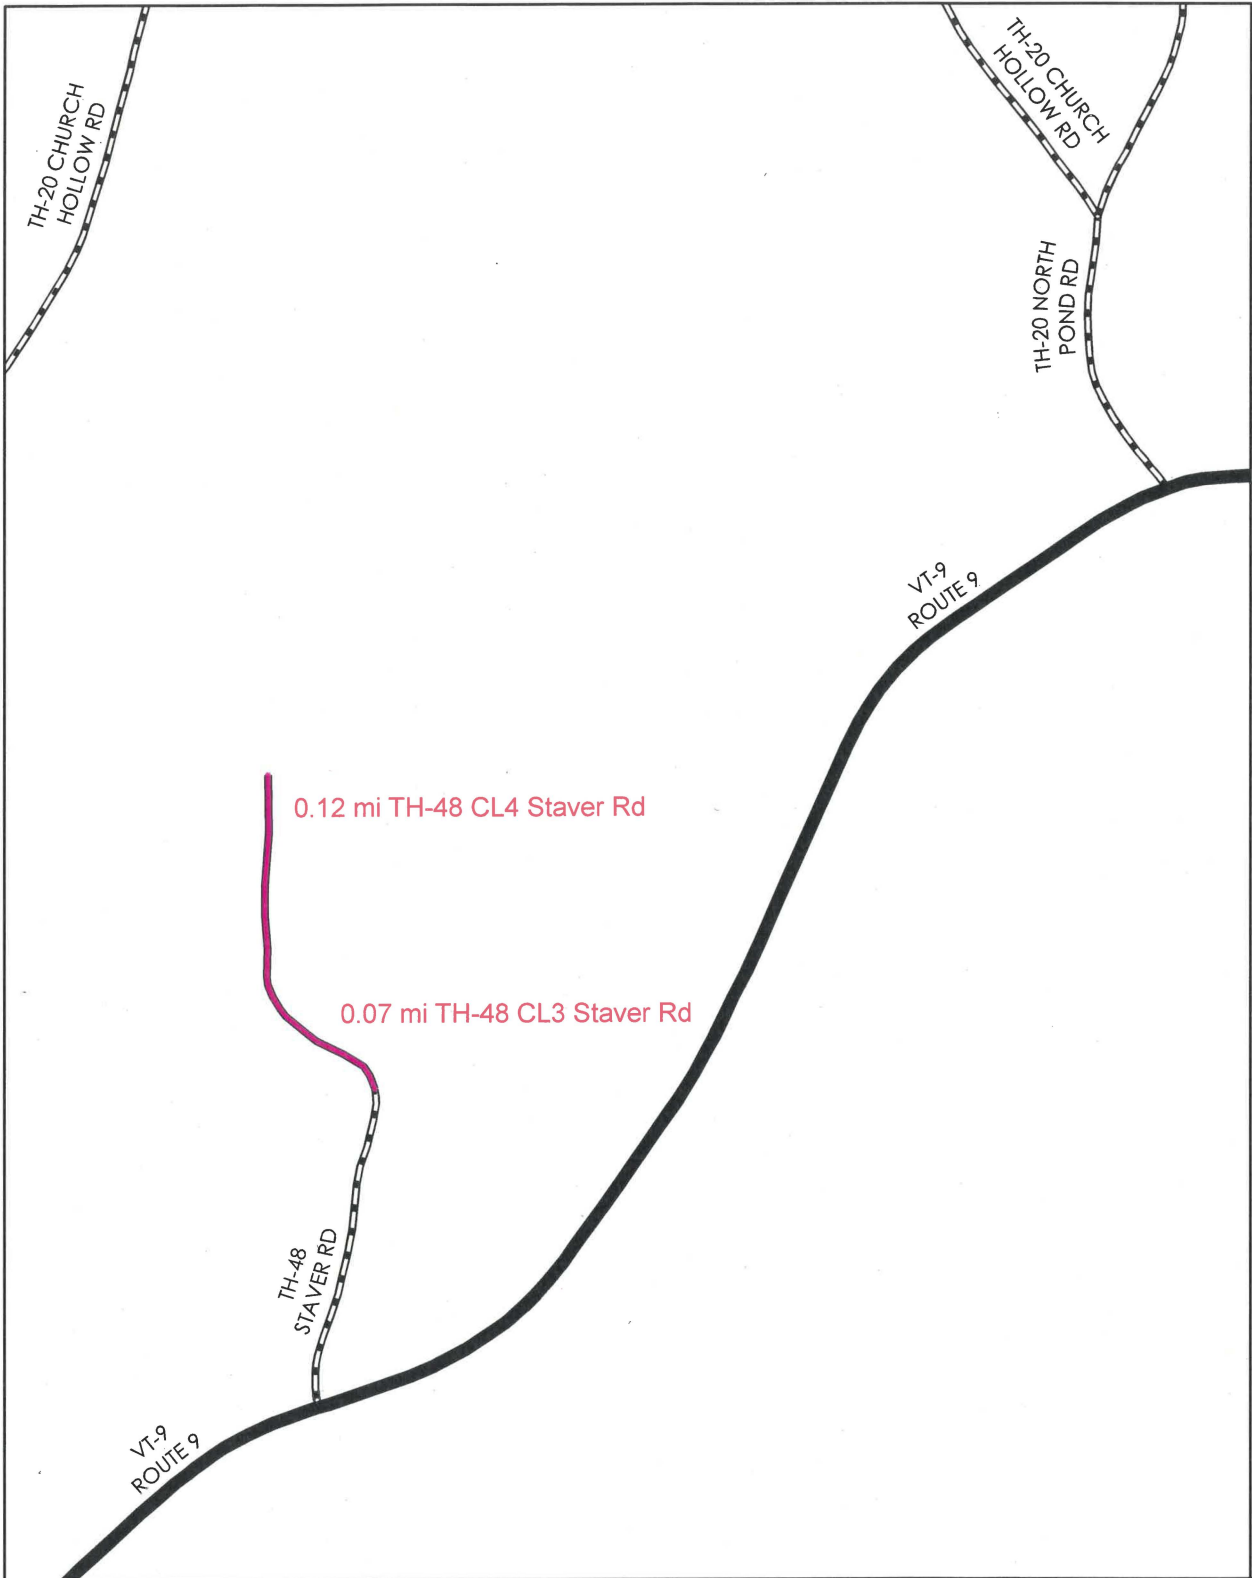 TH-20 CHURCH
HOLLOW RD
TH-20 CHURCH
HOLLOW RD
TH-20 NORTH
POND RD
VT-9
ROUTE 9
0.12 mi TH-48 CL4 Staver Rd
0.07 mi TH-48 CL3 Staver Rd
TH-48
STAVER RD
VT-9
ROUTE 9